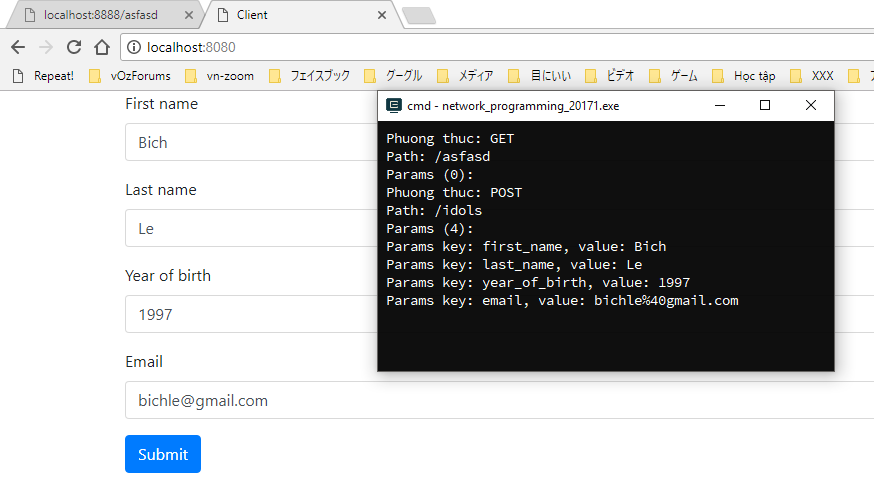 localhost:8888/asfasd
Client
localhost:8080
Repeat! vOzForums vn-zoom フェイスブック グーグル メディア 目にいい ビデオ ゲーム Học tập XXX
First name
Bich
Last name
Le
Year of birth
1997
Email
bichle@gmail.com
Submit
cmd - network_programming_20171.exe
Phuong thuc: GET
Path: /asfasd
Params (0):
Phuong thuc: POST
Path: /idols
Params (4):
Params key: first_name, value: Bich
Params key: last_name, value: Le
Params key: year_of_birth, value: 1997
Params key: email, value: bichle%40gmail.com